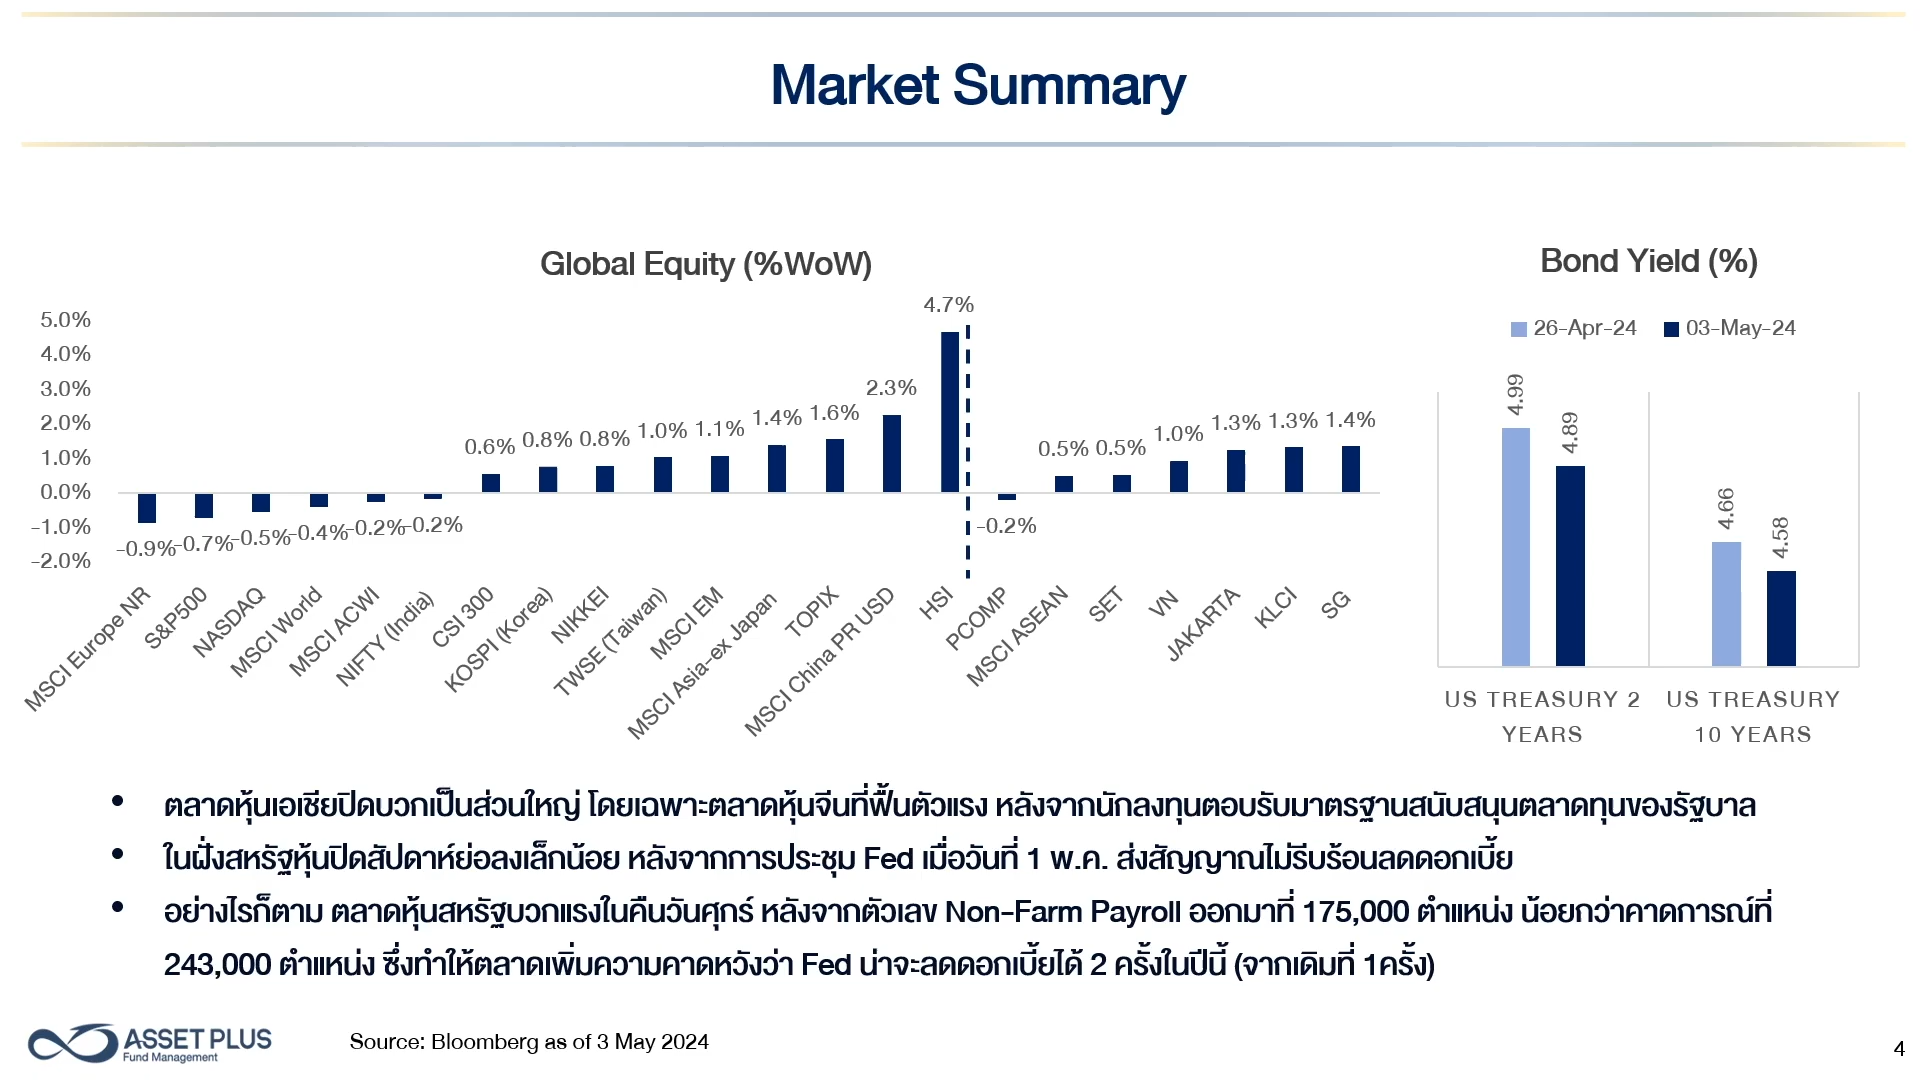 Market Summary
Global Equity (%WoW)
5.0%
4.0%
3.0%
2.0%
1.0%
0.0%
-1.0%
-2.0%
-0.9%
-0.7%
-0.5%
-0.4%
-0.2%
-0.2%
0.6%
0.8%
0.8%
1.0%
1.1%
1.4%
1.6%
2.3%
4.7%
-0.2%
0.5%
0.5%
1.0%
1.3%
1.3%
1.4%
MSCI Europe NR
S&P500
NASDAQ
MSCI World
MSCI ACWI
NIFTY (India)
CSI 300
KOSPI (Korea)
NIKKEI
TWSE (Taiwan)
MSCI EM
MSCI Asia-ex Japan
TOPIX
MSCI China PR USD
HSI
PCOMP
MSCI ASEAN
SET
VN
JAKARTA
KLCI
SG
Bond Yield (%)
26-Apr-24
03-May-24
4.99
4.89
4.66
4.58
US TREASURY 2
YEARS
US TREASURY
10 YEARS
• ตลาดหุ้นเอเชียปิดบวกเป็นส่วนใหญ่ โดยเฉพาะตลาดหุ้นจีนที่ฟื้นตัวแรง หลังจากนักลงทุนตอบรับมาตรฐานสนับสนุนตลาดทุนของรัฐบาล
• ในฝั่งสหรัฐหุ้นปิดสัปดาห์ย่อลงเล็กน้อย หลังจากการประชุม Fed เมื่อวันที่ 1 พ.ค. ส่งสัญญาณไม่รีบร้อนลดดอกเบี้ย
• อย่างไรก็ตาม ตลาดหุ้นสหรัฐบวกแรงในคืนวันศุกร์ หลังจากตัวเลข Non-Farm Payroll ออกมาที่ 175,000 ตำแหน่ง น้อยกว่าคาดการณ์ที่
243,000 ตำแหน่ง ซึ่งทำให้ตลาดเพิ่มความคาดหวังว่า Fed น่าจะลดดอกเบี้ยได้ 2 ครั้งในปีนี้ (จากเดิมที่ 1ครั้ง)
ASSET PLUS
Fund Management
Source: Bloomberg as of 3 May 2024
4